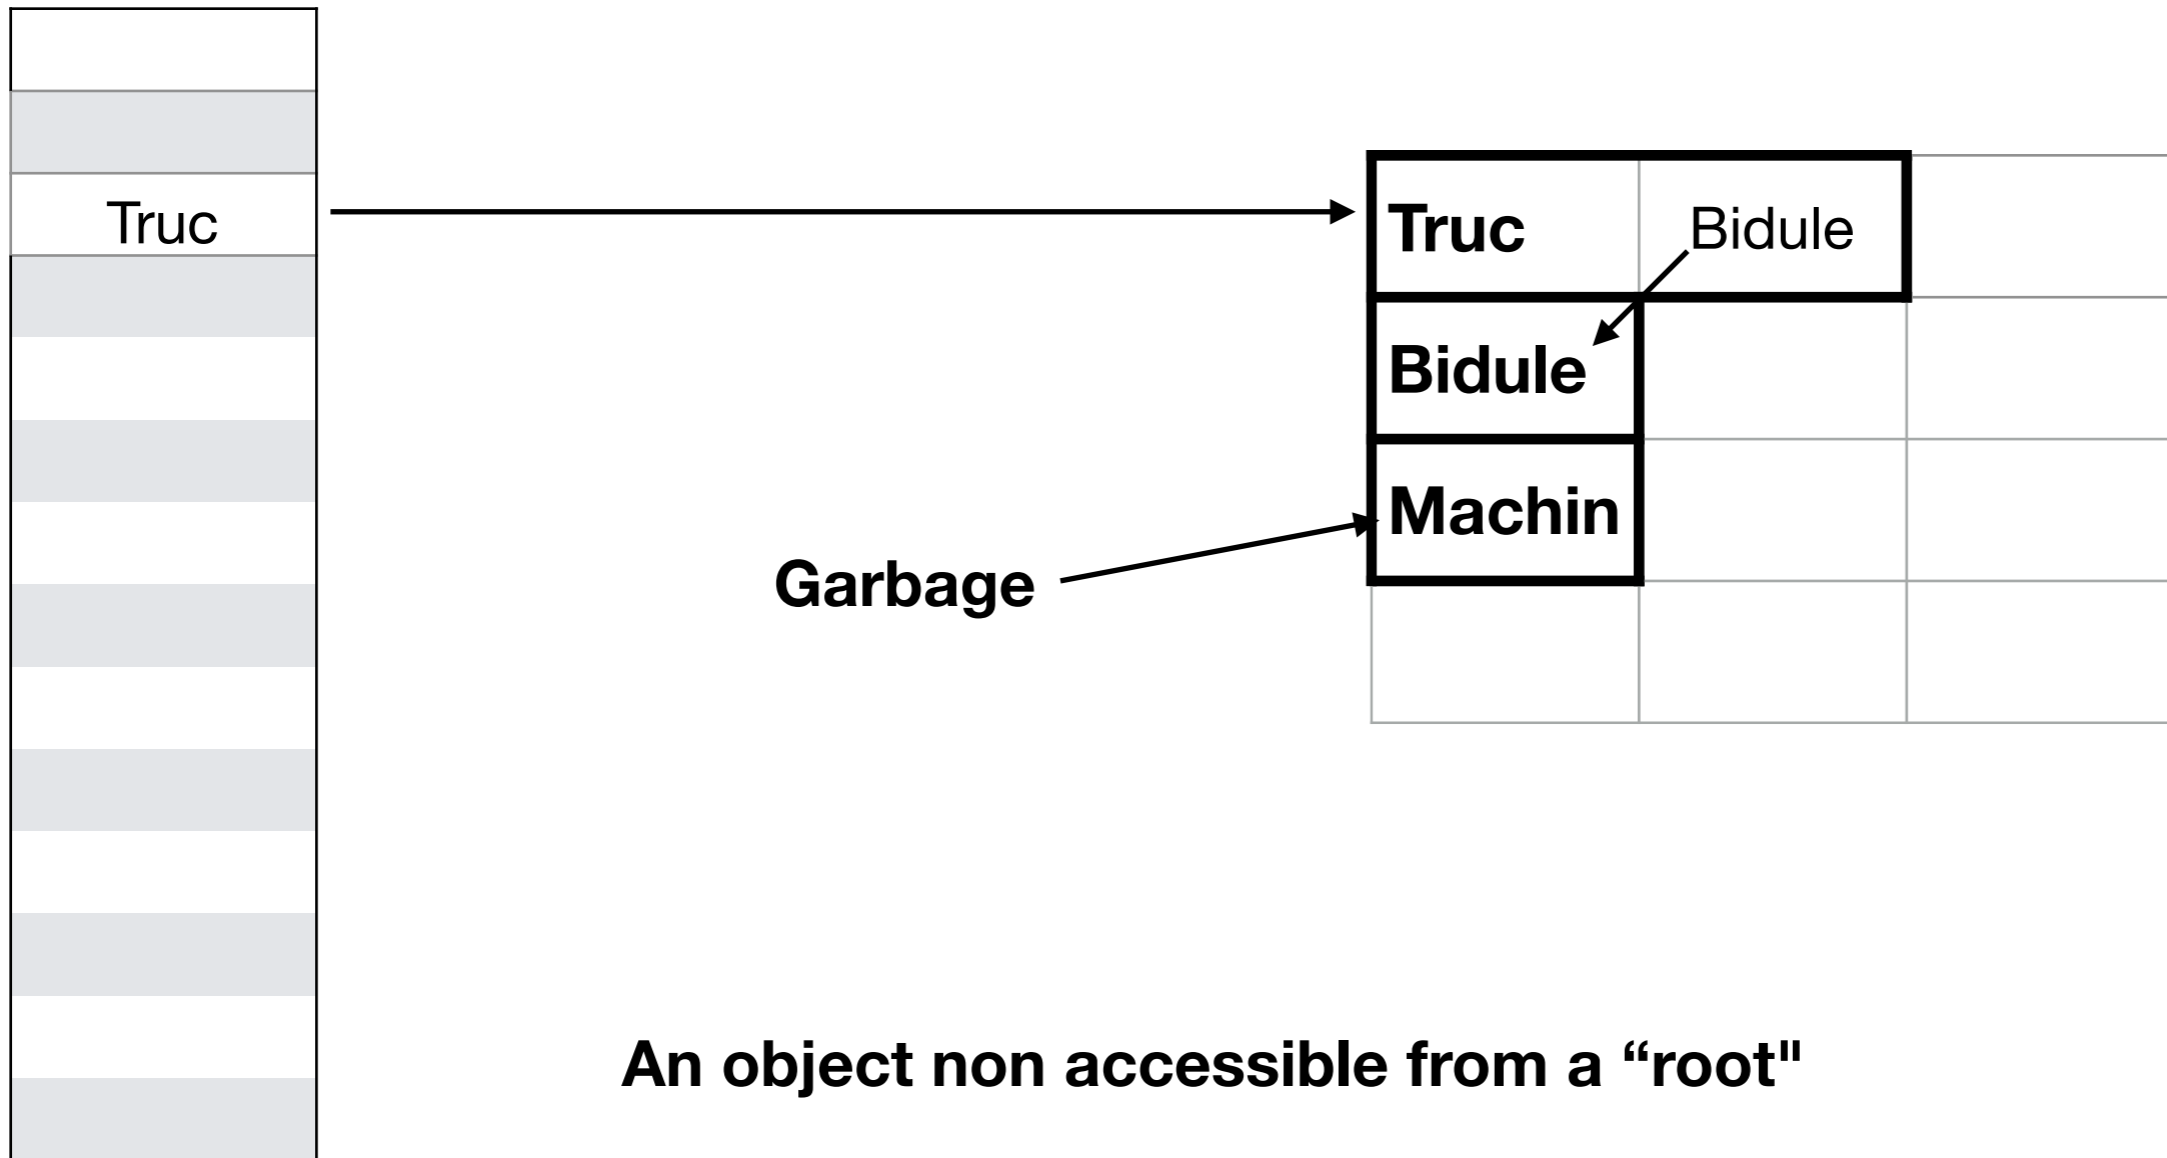 Truc
Truc Bidule
Bidule
Machin
Garbage
An object non accessible from a “root"